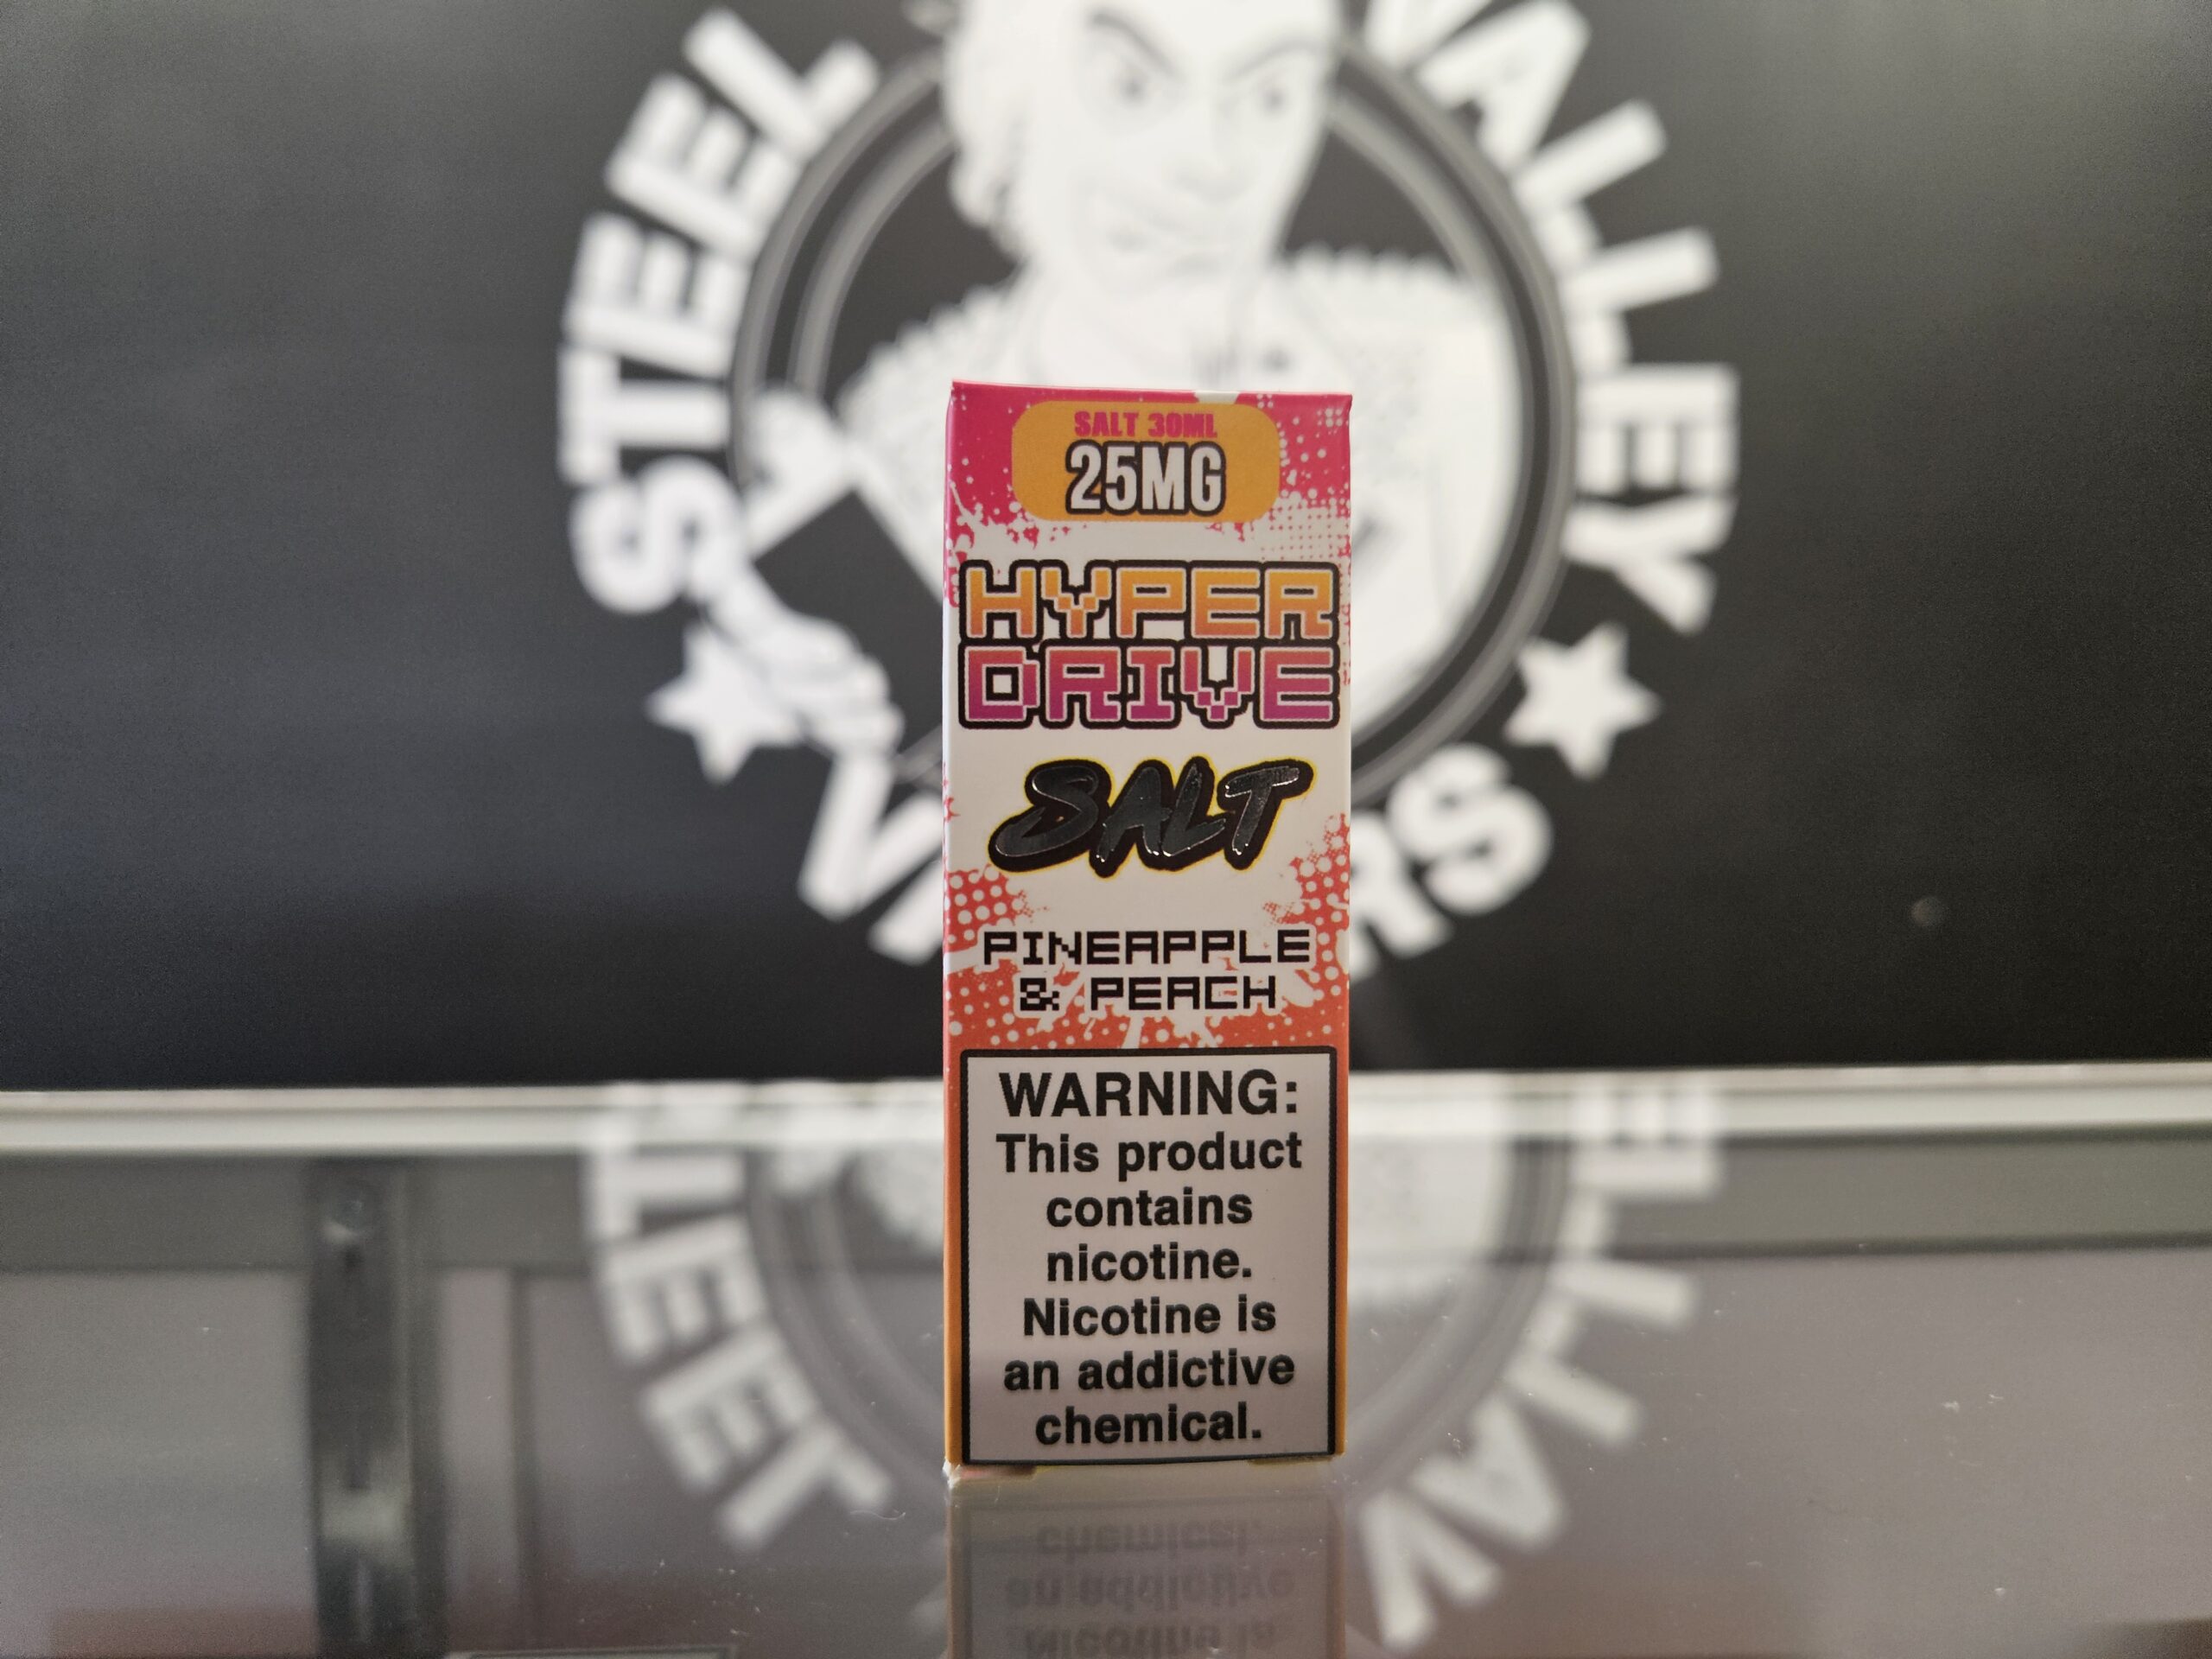 STEEL VALLEY
SALT 30ML
25MG
HYPER
DRIVE
SALT
PINEAPPLE
& PEACH
WARNING:
This product
contains
nicotine.
Nicotine is
an addictive
chemical.